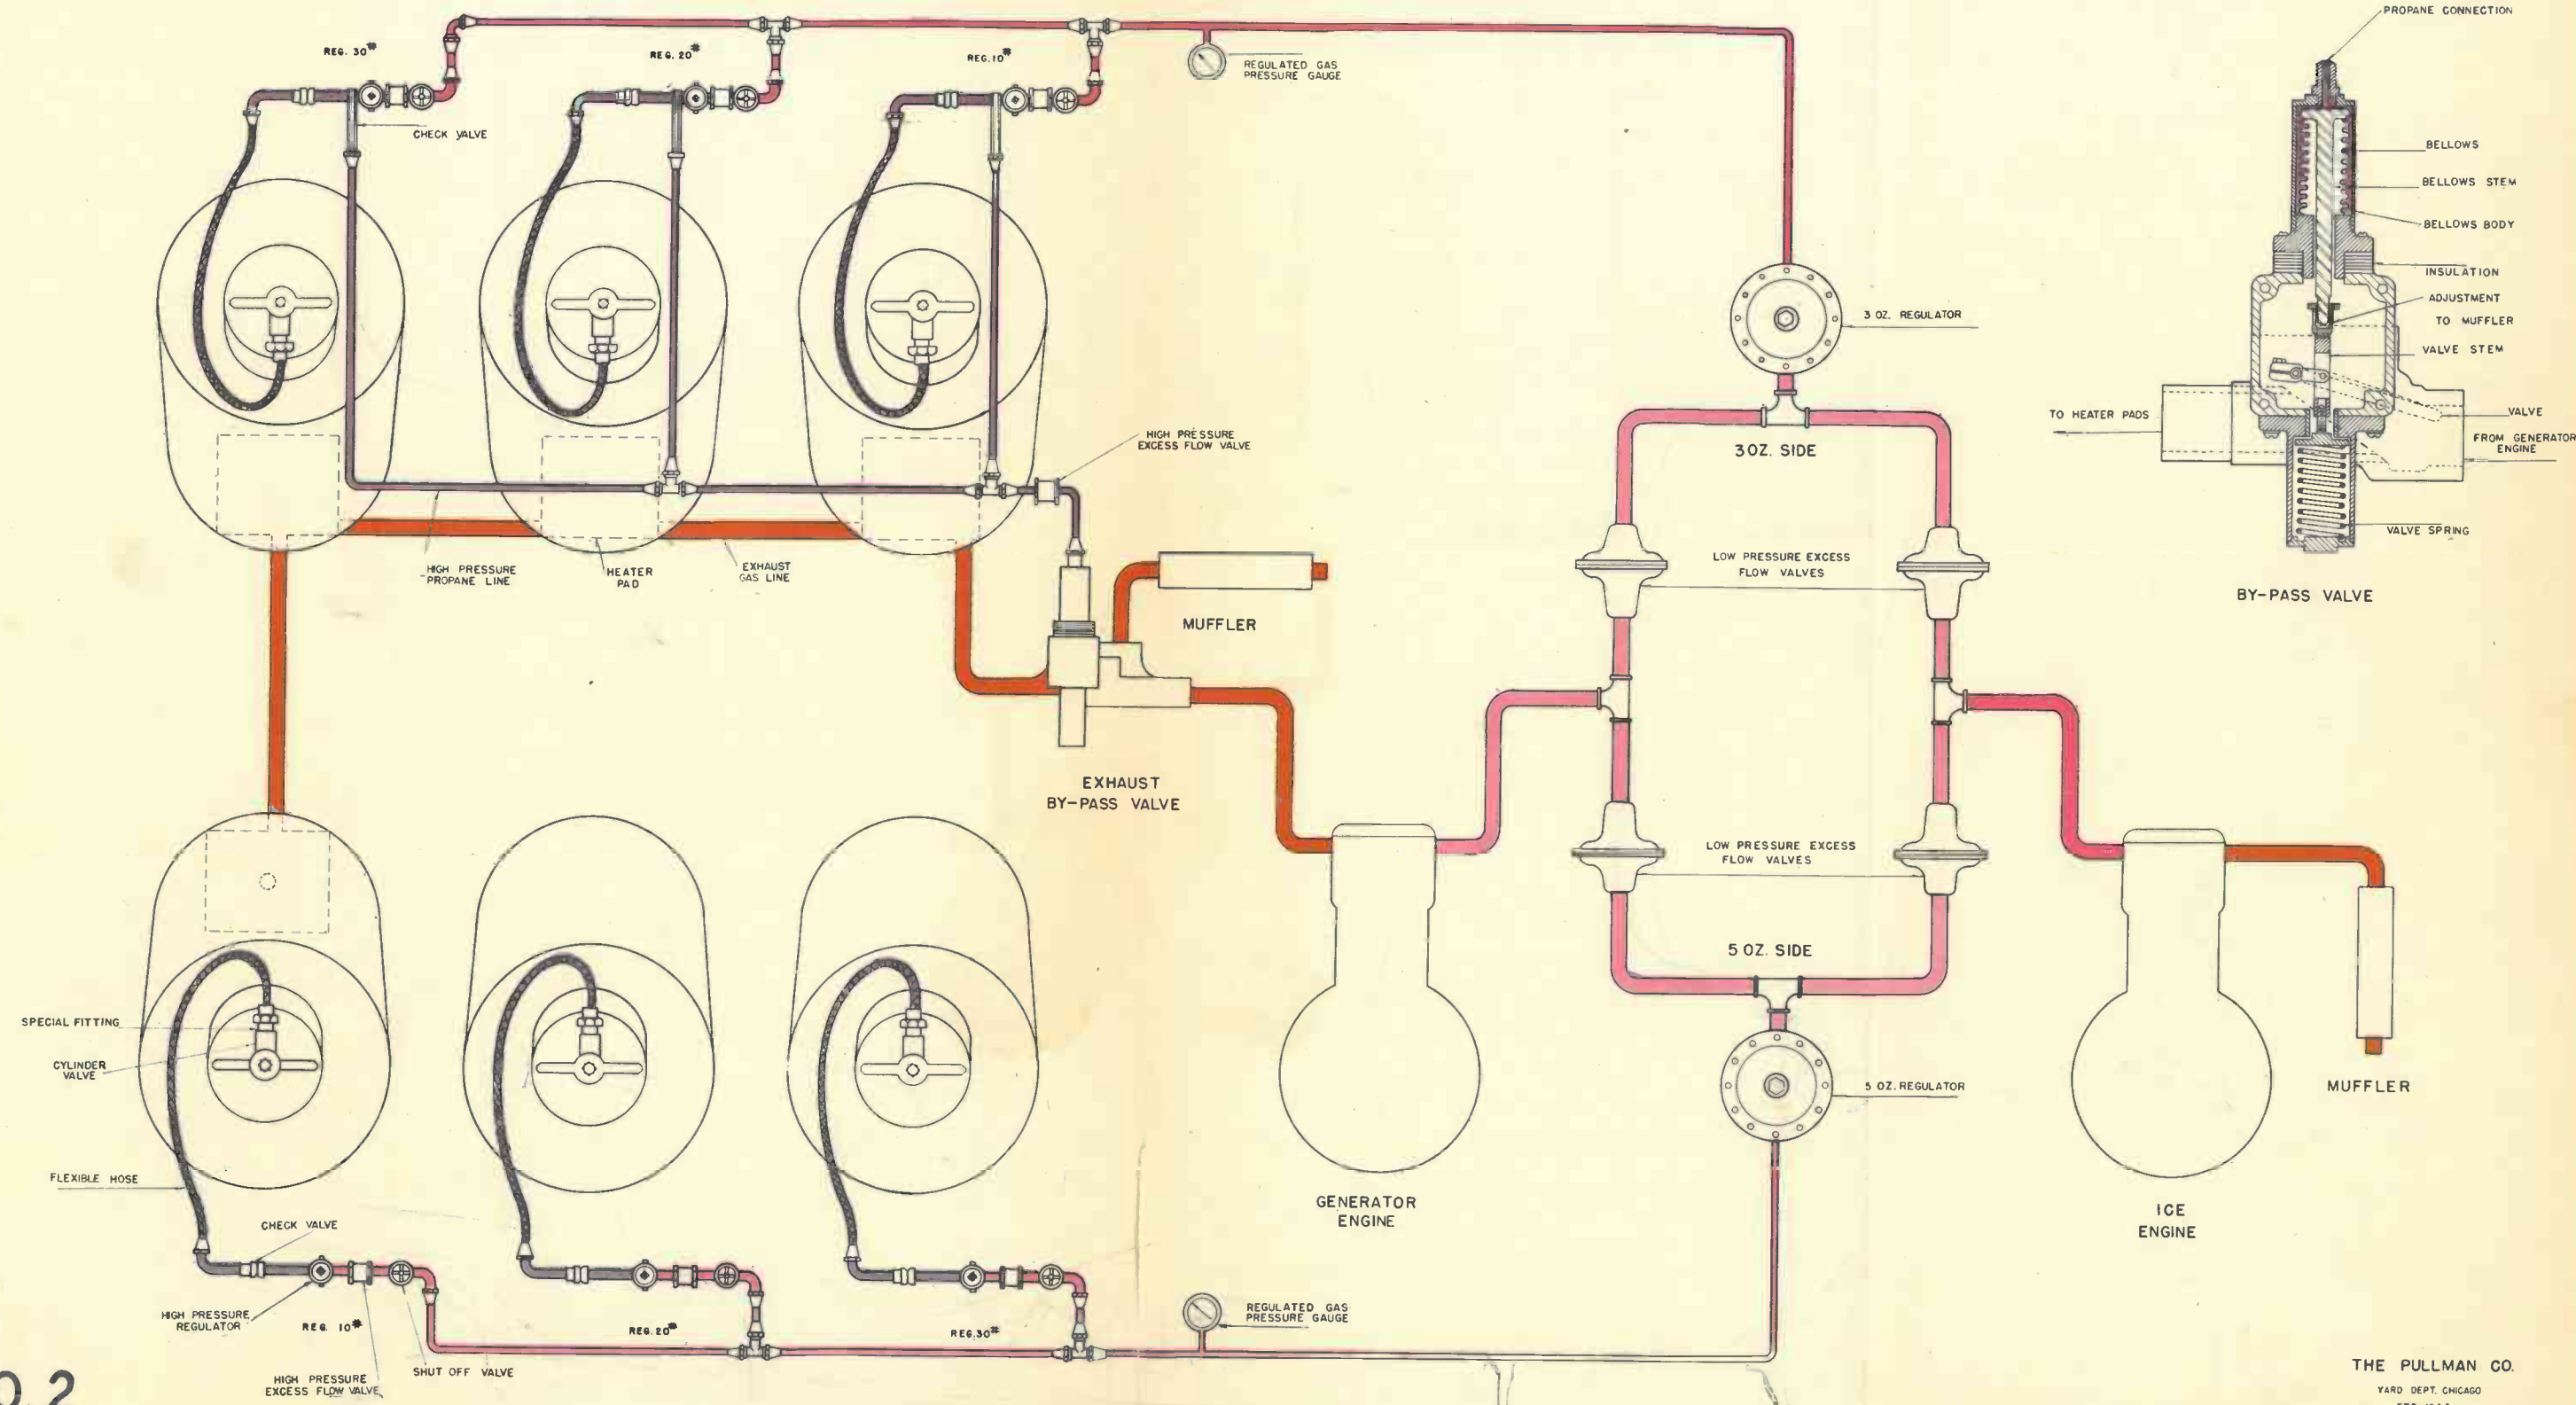 REG. 30#
REG. 20#
REG. 10#
REGULATED GAS
PRESSURE GAUGE
PROPANE CONNECTION
CHECK VALVE
BELLOWS
BELLOWS STEM
BELLOWS BODY
INSULATION
ADJUSTMENT
TO MUFFLER
VALVE STEM
3 OZ. REGULATOR
TO HEATER PADS
VALVE
FROM GENERATOR
ENGINE
VALVE SPRING
BY-PASS VALVE
HIGH PRESSURE
EXCESS FLOW VALVE
3 OZ. SIDE
LOW PRESSURE EXCESS
FLOW VALVES
HIGH PRESSURE
PROPANE LINE
HEATER
PAD
EXHAUST
GAS LINE
MUFFLER
EXHAUST
BY-PASS VALVE
LOW PRESSURE EXCESS
FLOW VALVES
5 OZ. SIDE
SPECIAL FITTING
CYLINDER
VALVE
5 OZ. REGULATOR
MUFFLER
FLEXIBLE HOSE
GENERATOR
ENGINE
ICE
ENGINE
CHECK VALVE
HIGH PRESSURE
REGULATOR
REG. 10#
REG. 20#
REG. 30#
REGULATED GAS
PRESSURE GAUGE
SHUT OFF VALVE
HIGH PRESSURE
EXCESS FLOW VALVE
O. 2
THE PULLMAN CO.
YARD DEPT. CHICAGO